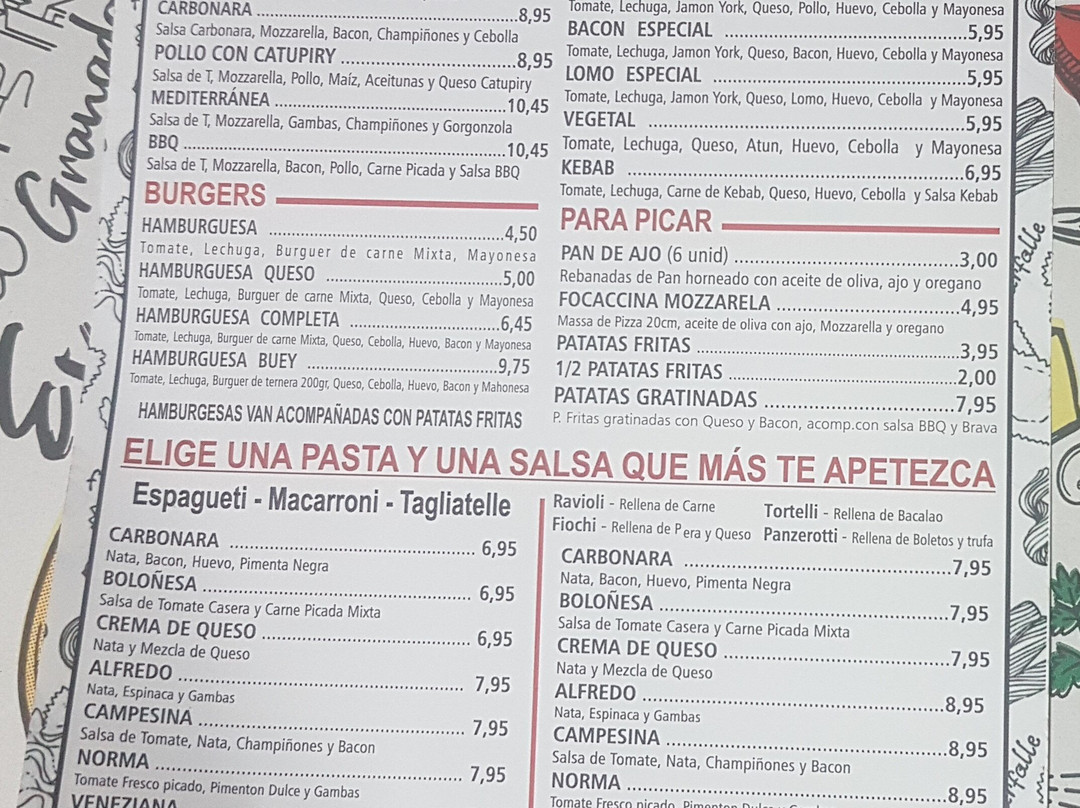 CARBONARA ........ 8,95
Salsa Carbonara, Mozzarella, Bacon, Champiñones y Cebolla
POLLO CON CATUPIRY ........ 8,95
Salsa de T, Mozzarella, Pollo, Maíz, Aceitunas y Queso Catupiry
MEDITERRÁNEA ........ 10,45
Salsa de T, Mozzarella, Gambas, Champiñones y Gorgonzola
BBQ ........ 10,45
Salsa de T, Mozzarella, Bacon, Pollo, Carne Picada y Salsa BBQ
BURGERS
HAMBURGUESA ........ 4,50
Tomate, Lechuga, Burguer de carne Mixta, Mayonesa
HAMBURGUESA QUESO ........ 5,00
Tomate, Lechuga, Burguer de carne Mixta, Queso, Cebolla y Mayonesa
HAMBURGUESA COMPLETA ........ 6,45
Tomate, Lechuga, Burguer de carne Mixta, Queso, Cebolla, Huevo, Bacon y Mayonesa
HAMBURGUESA BUEY ........ 9,75
Tomate, Lechuga, Burguer de ternera 200gr, Queso, Cebolla, Huevo, Bacon y Mahonesa
HAMBURGESAS VAN ACOMPAÑADAS CON PATATAS FRITAS
Tomate, Lechuga, Jamon York, Queso, Pollo, Huevo, Cebolla y Mayonesa
BACON ESPECIAL ........ 5,95
Tomate, Lechuga, Jamon York, Queso, Bacon, Huevo, Cebolla y Mayonesa
LOMO ESPECIAL ........ 5,95
Tomate, Lechuga, Jamon York, Queso, Lomo, Huevo, Cebolla y Mayonesa
VEGETAL ........ 5,95
Tomate, Lechuga, Queso, Atun, Huevo, Cebolla y Mayonesa
KEBAB ........ 6,95
Tomate, Lechuga, Carne de Kebab, Queso, Huevo, Cebolla y Salsa Kebab
PARA PICAR
PAN DE AJO (6 unid) ........ 3,00
Rebanadas de Pan horneado con aceite de oliva, ajo y oregano
FOCACCINA MOZZARELA ........ 4,95
Massa de Pizza 20cm, aceite de oliva con ajo, Mozzarella y oregano
PATATAS FRITAS ........ 3,95
1/2 PATATAS FRITAS ........ 2,00
PATATAS GRATINADAS ........ 7,95
P. Fritas gratinadas con Queso y Bacon, acomp.con salsa BBQ y Brava
ELIGE UNA PASTA Y UNA SALSA QUE MÁS TE APETEZCA
Espagueti - Macarroni - Tagliatelle
CARBONARA ........ 6,95
Nata, Bacon, Huevo, Pimenta Negra
BOLOÑESA ........ 6,95
Salsa de Tomate Casera y Carne Picada Mixta
CREMA DE QUESO ........ 6,95
Nata y Mezcla de Queso
ALFREDO ........ 7,95
Nata, Espinaca y Gambas
CAMPESINA ........ 7,95
Salsa de Tomate, Nata, Champiñones y Bacon
NORMA ........ 7,95
Tomate Fresco picado, Pimenton Dulce y Gambas
VENEZIANA
Ravioli - Rellena de Carne
Tortelli - Rellena de Bacalao
Fiochi - Rellena de Pera y Queso
Panzerotti - Rellena de Boletos y trufa
CARBONARA ........ 7,95
Nata, Bacon, Huevo, Pimenta Negra
BOLOÑESA ........ 7,95
Salsa de Tomate Casera y Carne Picada Mixta
CREMA DE QUESO ........ 7,95
Nata y Mezcla de Queso
ALFREDO ........ 8,95
Nata, Espinaca y Gambas
CAMPESINA ........ 8,95
Salsa de Tomate, Nata, Champiñones y Bacon
NORMA ........ 8,95
Tomate Fresco picado, Pimenton Dulce y Gambas